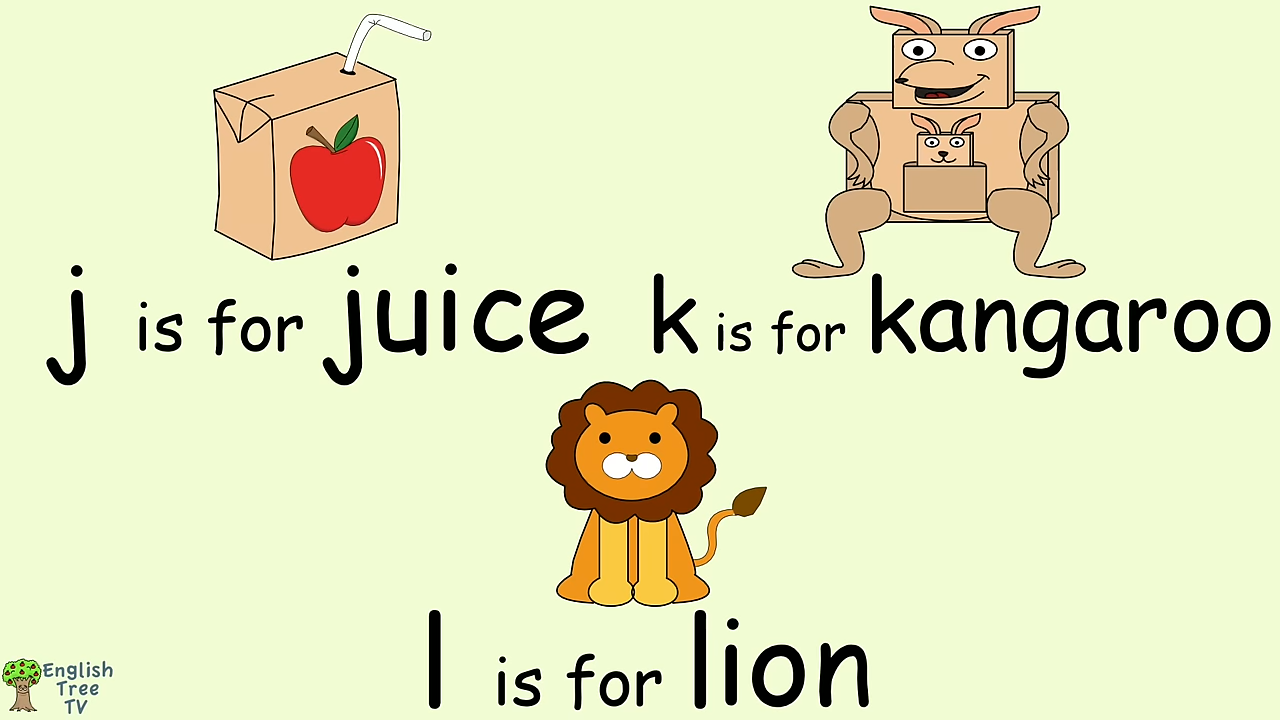 j is for juice
k is for kangaroo
l is for lion
English
Tree
TV